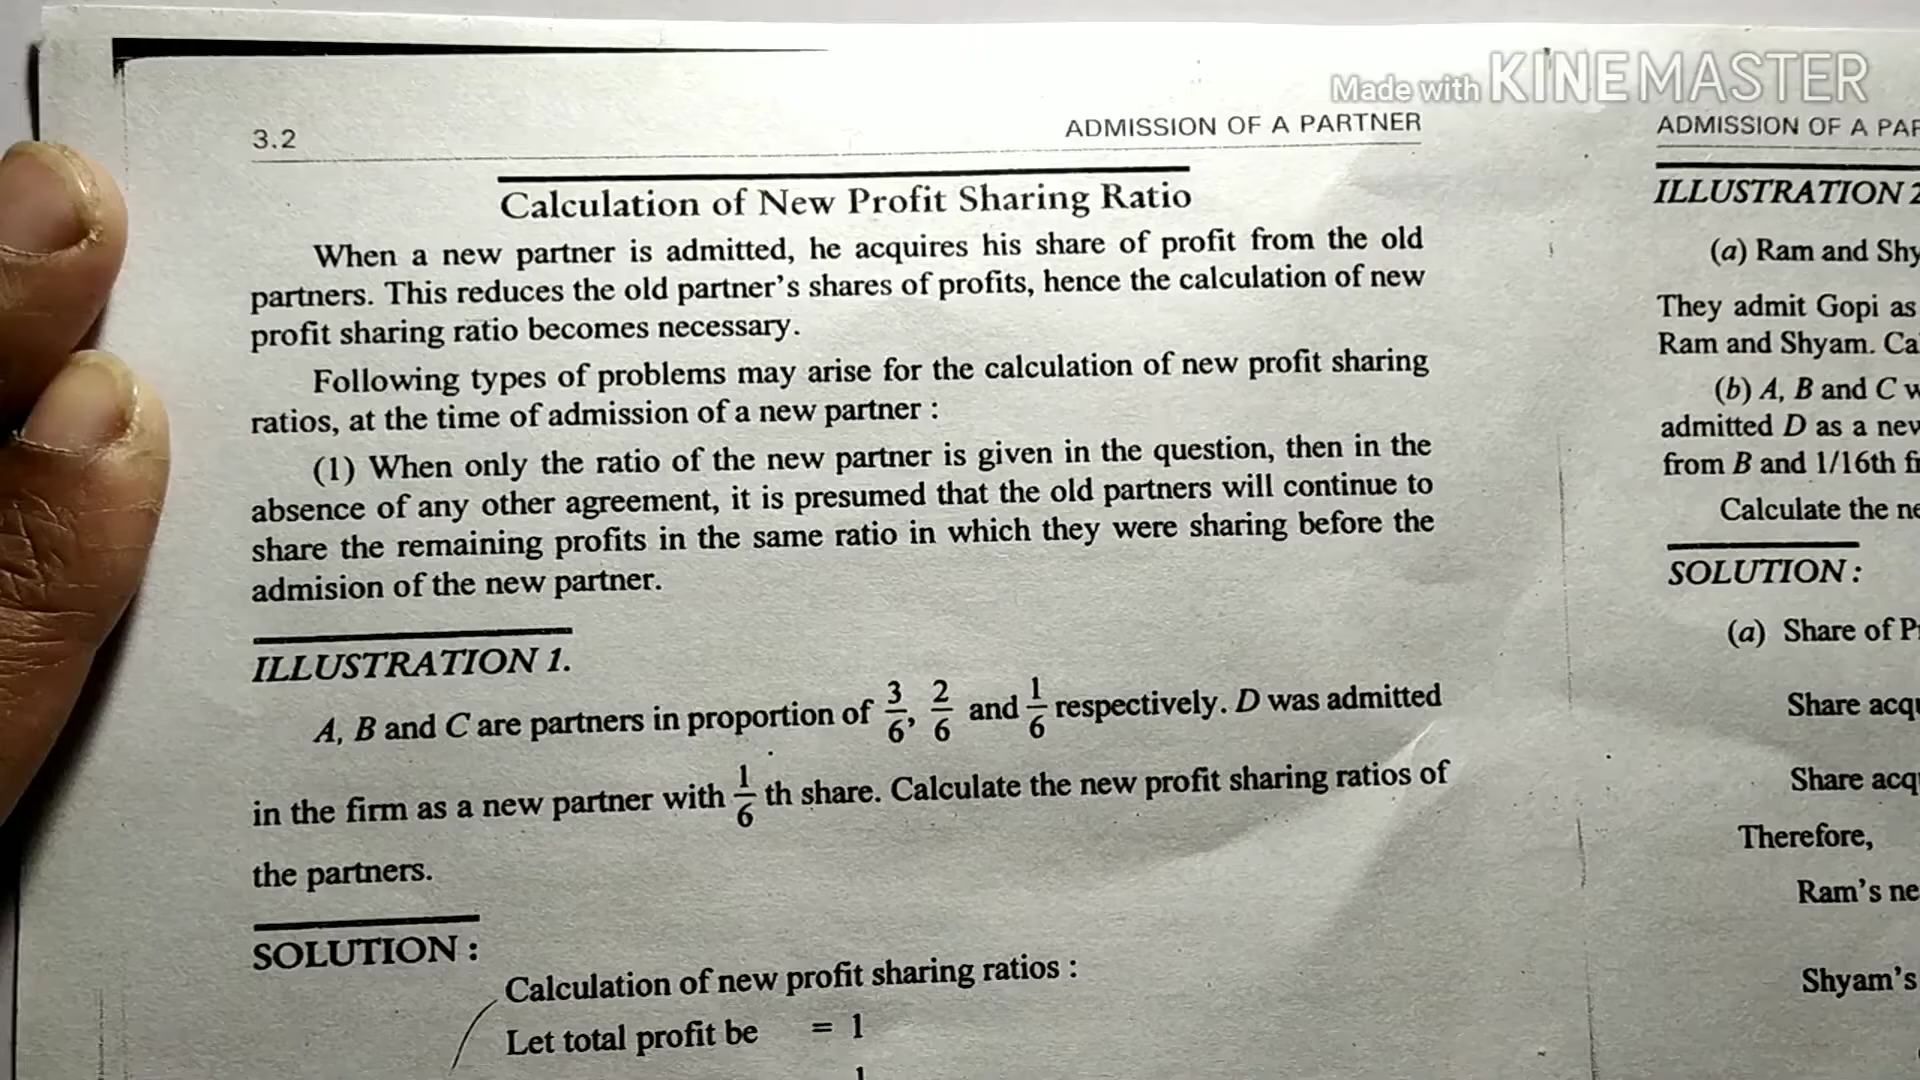 Made with KINEMASTER
3.2
ADMISSION OF A PARTNER
Calculation of New Profit Sharing Ratio
When a new partner is admitted, he acquires his share of profit from the old
partners. This reduces the old partner's shares of profits, hence the calculation of new
profit sharing ratio becomes necessary.
Following types of problems may arise for the calculation of new profit sharing
ratios, at the time of admission of a new partner :
(1) When only the ratio of the new partner is given in the question, then in the
absence of any other agreement, it is presumed that the old partners will continue to
share the remaining profits in the same ratio in which they were sharing before the
admision of the new partner.
ILLUSTRATION 1.
A, B and C are partners in proportion of 3/6, 2/6 and 1/6 respectively. D was admitted
in the firm as a new partner with 1/6 th share. Calculate the new profit sharing ratios of
the partners.
SOLUTION :
Calculation of new profit sharing ratios :
Let total profit be = 1
ADMISSION OF A
ILLUSTRATION
(a) Ram and
They admit Gopi as
Ram and Shyam.
(b) A, B and C
admitted D as a
from B and 1/16th
Calculate the
SOLUTION :
(a) Share of
Share
Share
Therefore,
Ram's
Shyam's